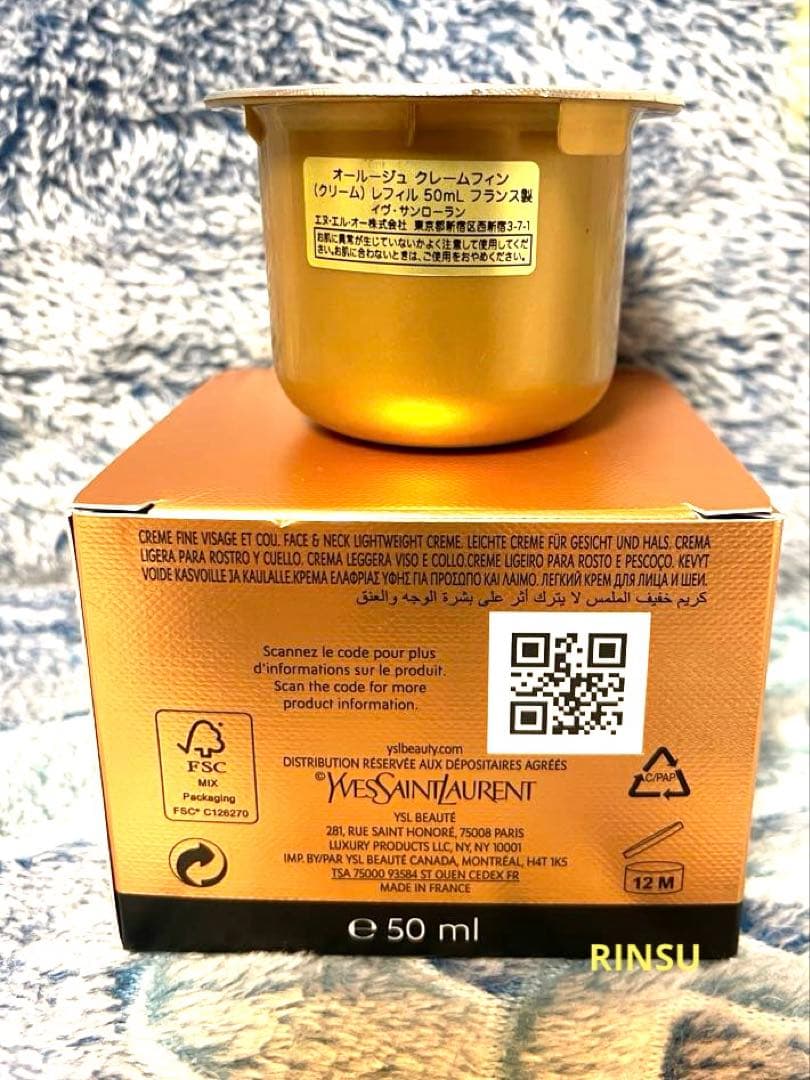 オールージュ クレームフィン
(クリーム) レフィル 50mL フランス製
イヴ・サンローラン
エヌ・エル・オー株式会社 東京都新宿区西新宿3-7-1
お肌に異常が生じていないかよく注意して使用してくだ
さい。お肌に合わないときは、ご使用をおやめください。
CREME FINE VISAGE ET COU. FACE & NECK LIGHTWEIGHT CREME. LEICHTE CREME FÜR GESICHT UND HALS. CREMA
LIGERA PARA ROSTRO Y CUELLO. CREMA LEGGERA VISO E COLLO.CREME LIGEIRO PARA ROSTO E PESCOÇO. KEVYT
VOIDE KASVOILLE JA KAULALLE.ΚΡΕΜΑ ΕΛΑΦΡΙΑΣ ΥΦΗΣ ΓΙΑ ΠΡΟΣΩΠΟ ΚΑΙ ΛΑΙΜΟ. ЛЕГКИЙ КРЕМ ДЛЯ ЛИЦА И ШЕИ.
كريم خفيف الملمس لا يترك أثر على بشرة الوجه والعنق
Scannez le code pour plus
d'informations sur le produit.
Scan the code for more
product information.
FSC
MIX
Packaging
FSC® C126270
yslbeauty.com
DISTRIBUTION RÉSERVÉE AUX DÉPOSITAIRES AGRÉÉS
©YVESSAINTLAURENT
YSL BEAUTÉ
281, RUE SAINT HONORÉ, 75008 PARIS
LUXURY PRODUCTS LLC, NY, NY 10001
IMP. BY/PAR YSL BEAUTÉ CANADA, MONTRÉAL, H4T 1K5
TSA 75000 93584 ST OUEN CEDEX FR
MADE IN FRANCE
C/PAP
12 M
℮ 50 ml
RINSU